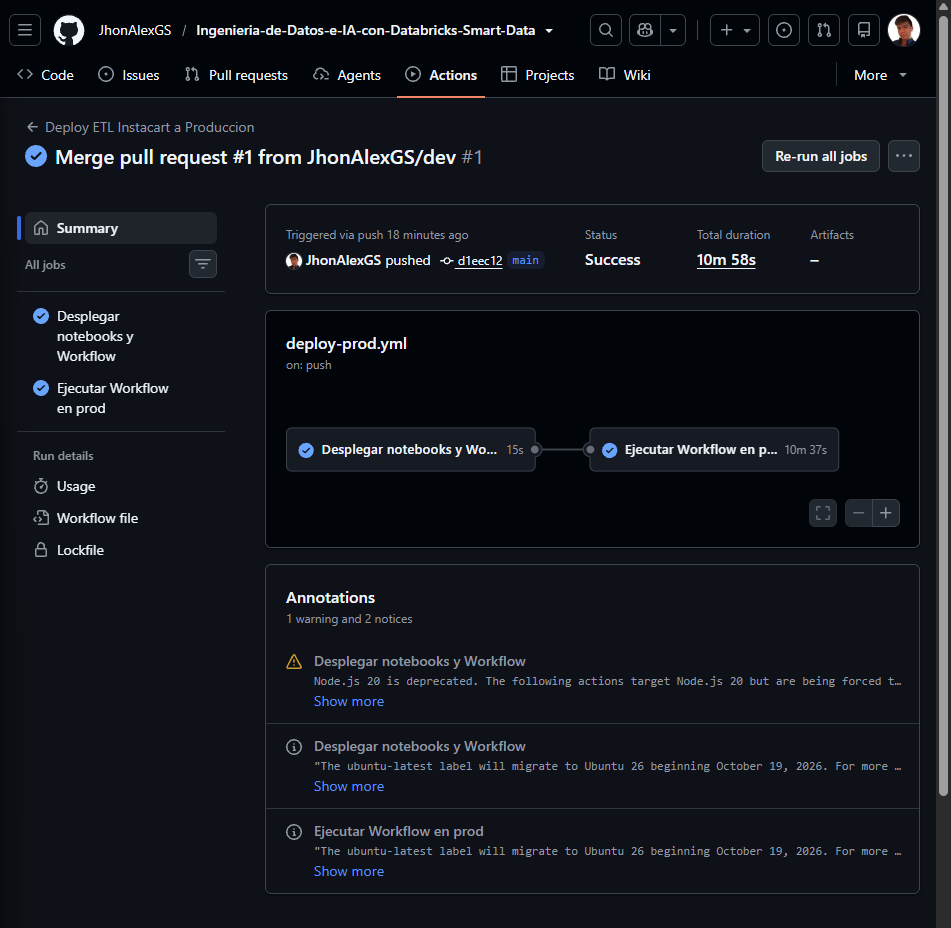 JhonAlexGS / Ingenieria-de-Datos-e-IA-con-Databricks-Smart-Data
Code Issues Pull requests Agents Actions Projects Wiki More
Deploy ETL Instacart a Produccion
Merge pull request #1 from JhonAlexGS/dev #1
Re-run all jobs
Summary
All jobs
Desplegar
notebooks y
Workflow
Ejecutar Workflow
en prod
Run details
Usage
Workflow file
Lockfile
Triggered via push 18 minutes ago
JhonAlexGS pushed d1eec12 main
Status
Success
Total duration
10m 58s
Artifacts
–
deploy-prod.yml
on: push
Desplegar notebooks y Wo... 15s
Ejecutar Workflow en p... 10m 37s
Annotations
1 warning and 2 notices
Desplegar notebooks y Workflow
Node.js 20 is deprecated. The following actions target Node.js 20 but are being forced t…
Show more
Desplegar notebooks y Workflow
"The ubuntu-latest label will migrate to Ubuntu 26 beginning October 19, 2026. For more …
Show more
Ejecutar Workflow en prod
"The ubuntu-latest label will migrate to Ubuntu 26 beginning October 19, 2026. For more …
Show more